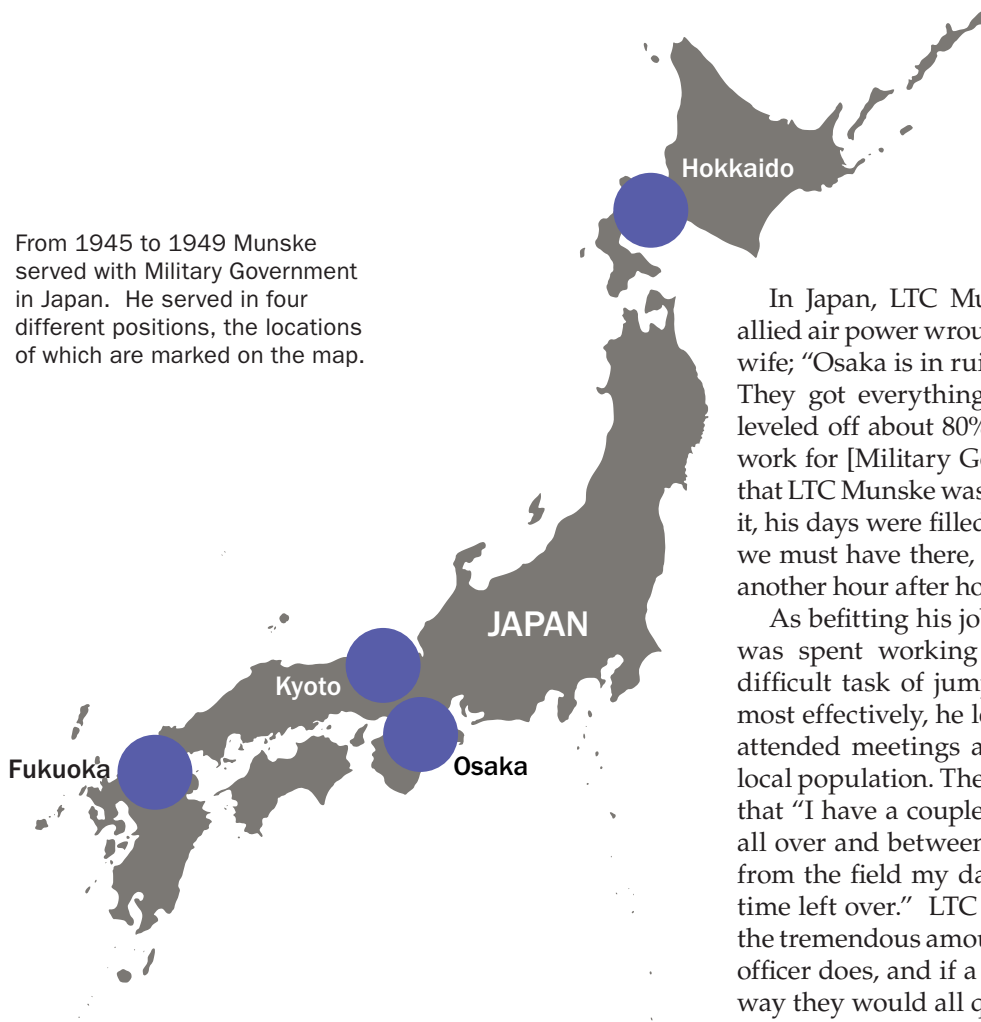 Hokkaido
From 1945 to 1949 Munske
served with Military Government
in Japan.  He served in four
different positions, the locations
of which are marked on the map.
JAPAN
Kyoto
Fukuoka
Osaka
In Japan, LTC Mu
allied air power wrou
wife; “Osaka is in rui
They got everything
leveled off about 80%
work for [Military Go
that LTC Munske was
it, his days were filled
we must have there,
another hour after ho
As befitting his jo
was spent working
difficult task of jum
most effectively, he le
attended meetings a
local population. The
that “I have a couple
all over and between
from the field my da
time left over.”  LTC
the tremendous amou
officer does, and if a
way they would all q